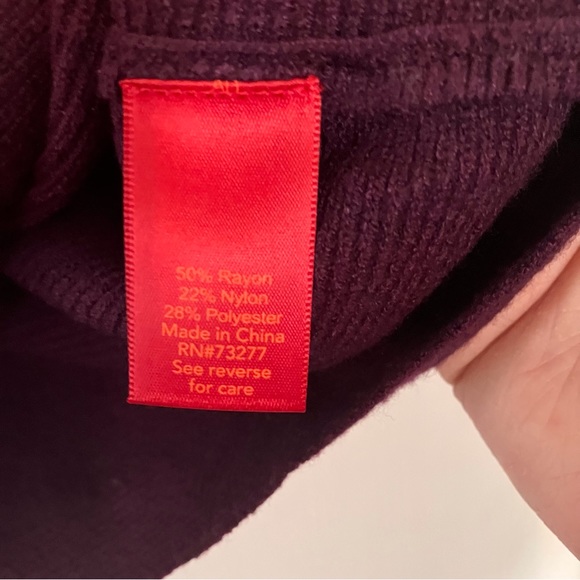 50% Rayon
22% Nylon
28% Polyester
Made in China
RN#73277
See reverse
for care